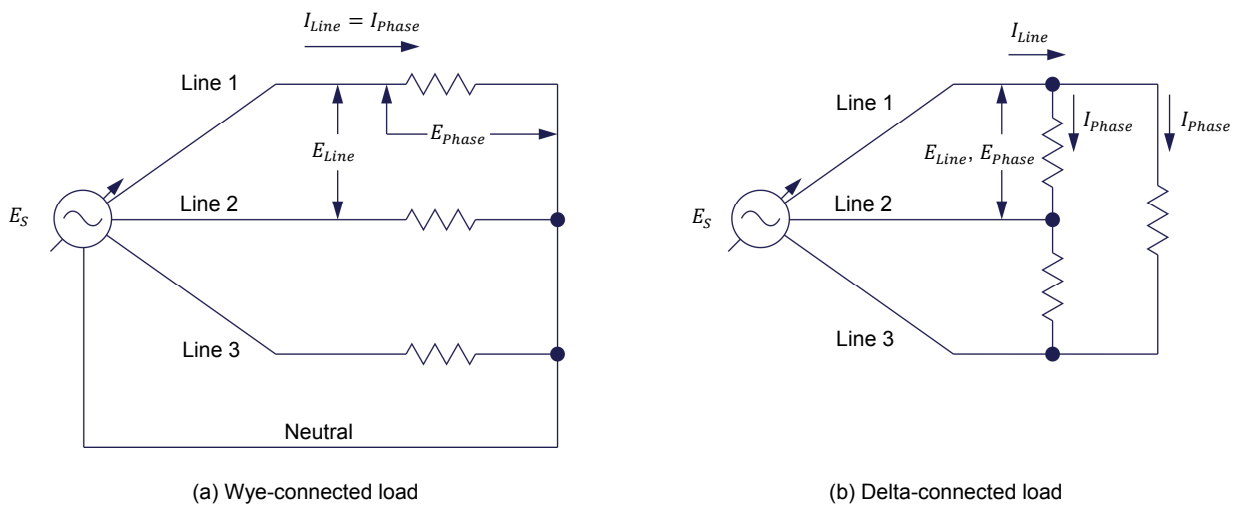 I_Line = I_Phase
Line 1
E_Phase
E_Line
E_S
Line 2
Line 3
Neutral
(a) Wye-connected load
I_Line
Line 1
I_Phase
I_Phase
E_Line, E_Phase
E_S
Line 2
Line 3
(b) Delta-connected load